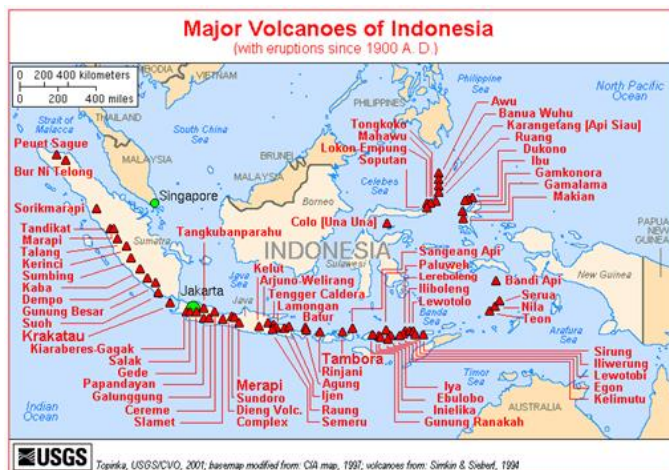 Major Volcanoes of Indonesia
(with eruptions since 1900 A. D.)
0 200 400 kilometers
0 200 400 miles
CAMBODIA
VIETNAM
THAILAND
Strait of
Malacca
South China
Sea
PHILIPPINES
Philippine
Sea
North Pacific
Ocean
MALAYSIA
BRUNEI
MALAYSIA
Singapore
Borneo
Celebes
Sea
INDONESIA
Sumatra
Sulawesi
Java
Sea
Java
Jakarta
Banda
Sea
New Guinea
PAPUA
NEW
GUINEA
Arafura
Sea
Timor
Sea
AUSTRALIA
Indian
Ocean
Peuet Sague
Bur Ni Telong
Sorikmarapi
Tandikat
Marapi
Talang
Kerinci
Sumbing
Kaba
Dempo
Gunung Besar
Suoh
Krakatau
Kiaraberes-Gagak
Salak
Gede
Papandayan
Galunggung
Cereme
Slamet
Tangkubanparahu
Merapi
Sundoro
Dieng Volc.
Complex
Kelut
Arjuno-Welirang
Tengger Caldora
Lamongan
Batur
Tambora
Rinjani
Agung
Ijen
Raung
Semeru
Tongkoko
Mahawu
Lokon Empung
Soputan
Colo [Una Una]
Awu
Banua Wuhu
Karangetang [Api Siau]
Ruang
Dukono
Ibu
Gamkonora
Gamalama
Makian
Sangeang Api
Paluweh
Lereboleng
Iliboleng
Lewotolo
Bandi Api
Serua
Nila
Teon
Sirung
Iliwerung
Lewotobi
Egon
Kelimutu
Iya
Ebulobo
Inielika
Gunung Ranakah
USGS
Topinka, USGS/CVO, 2001; basemap modified from: CIA map, 1997; volcanoes from: Simkin & Siebert, 1994